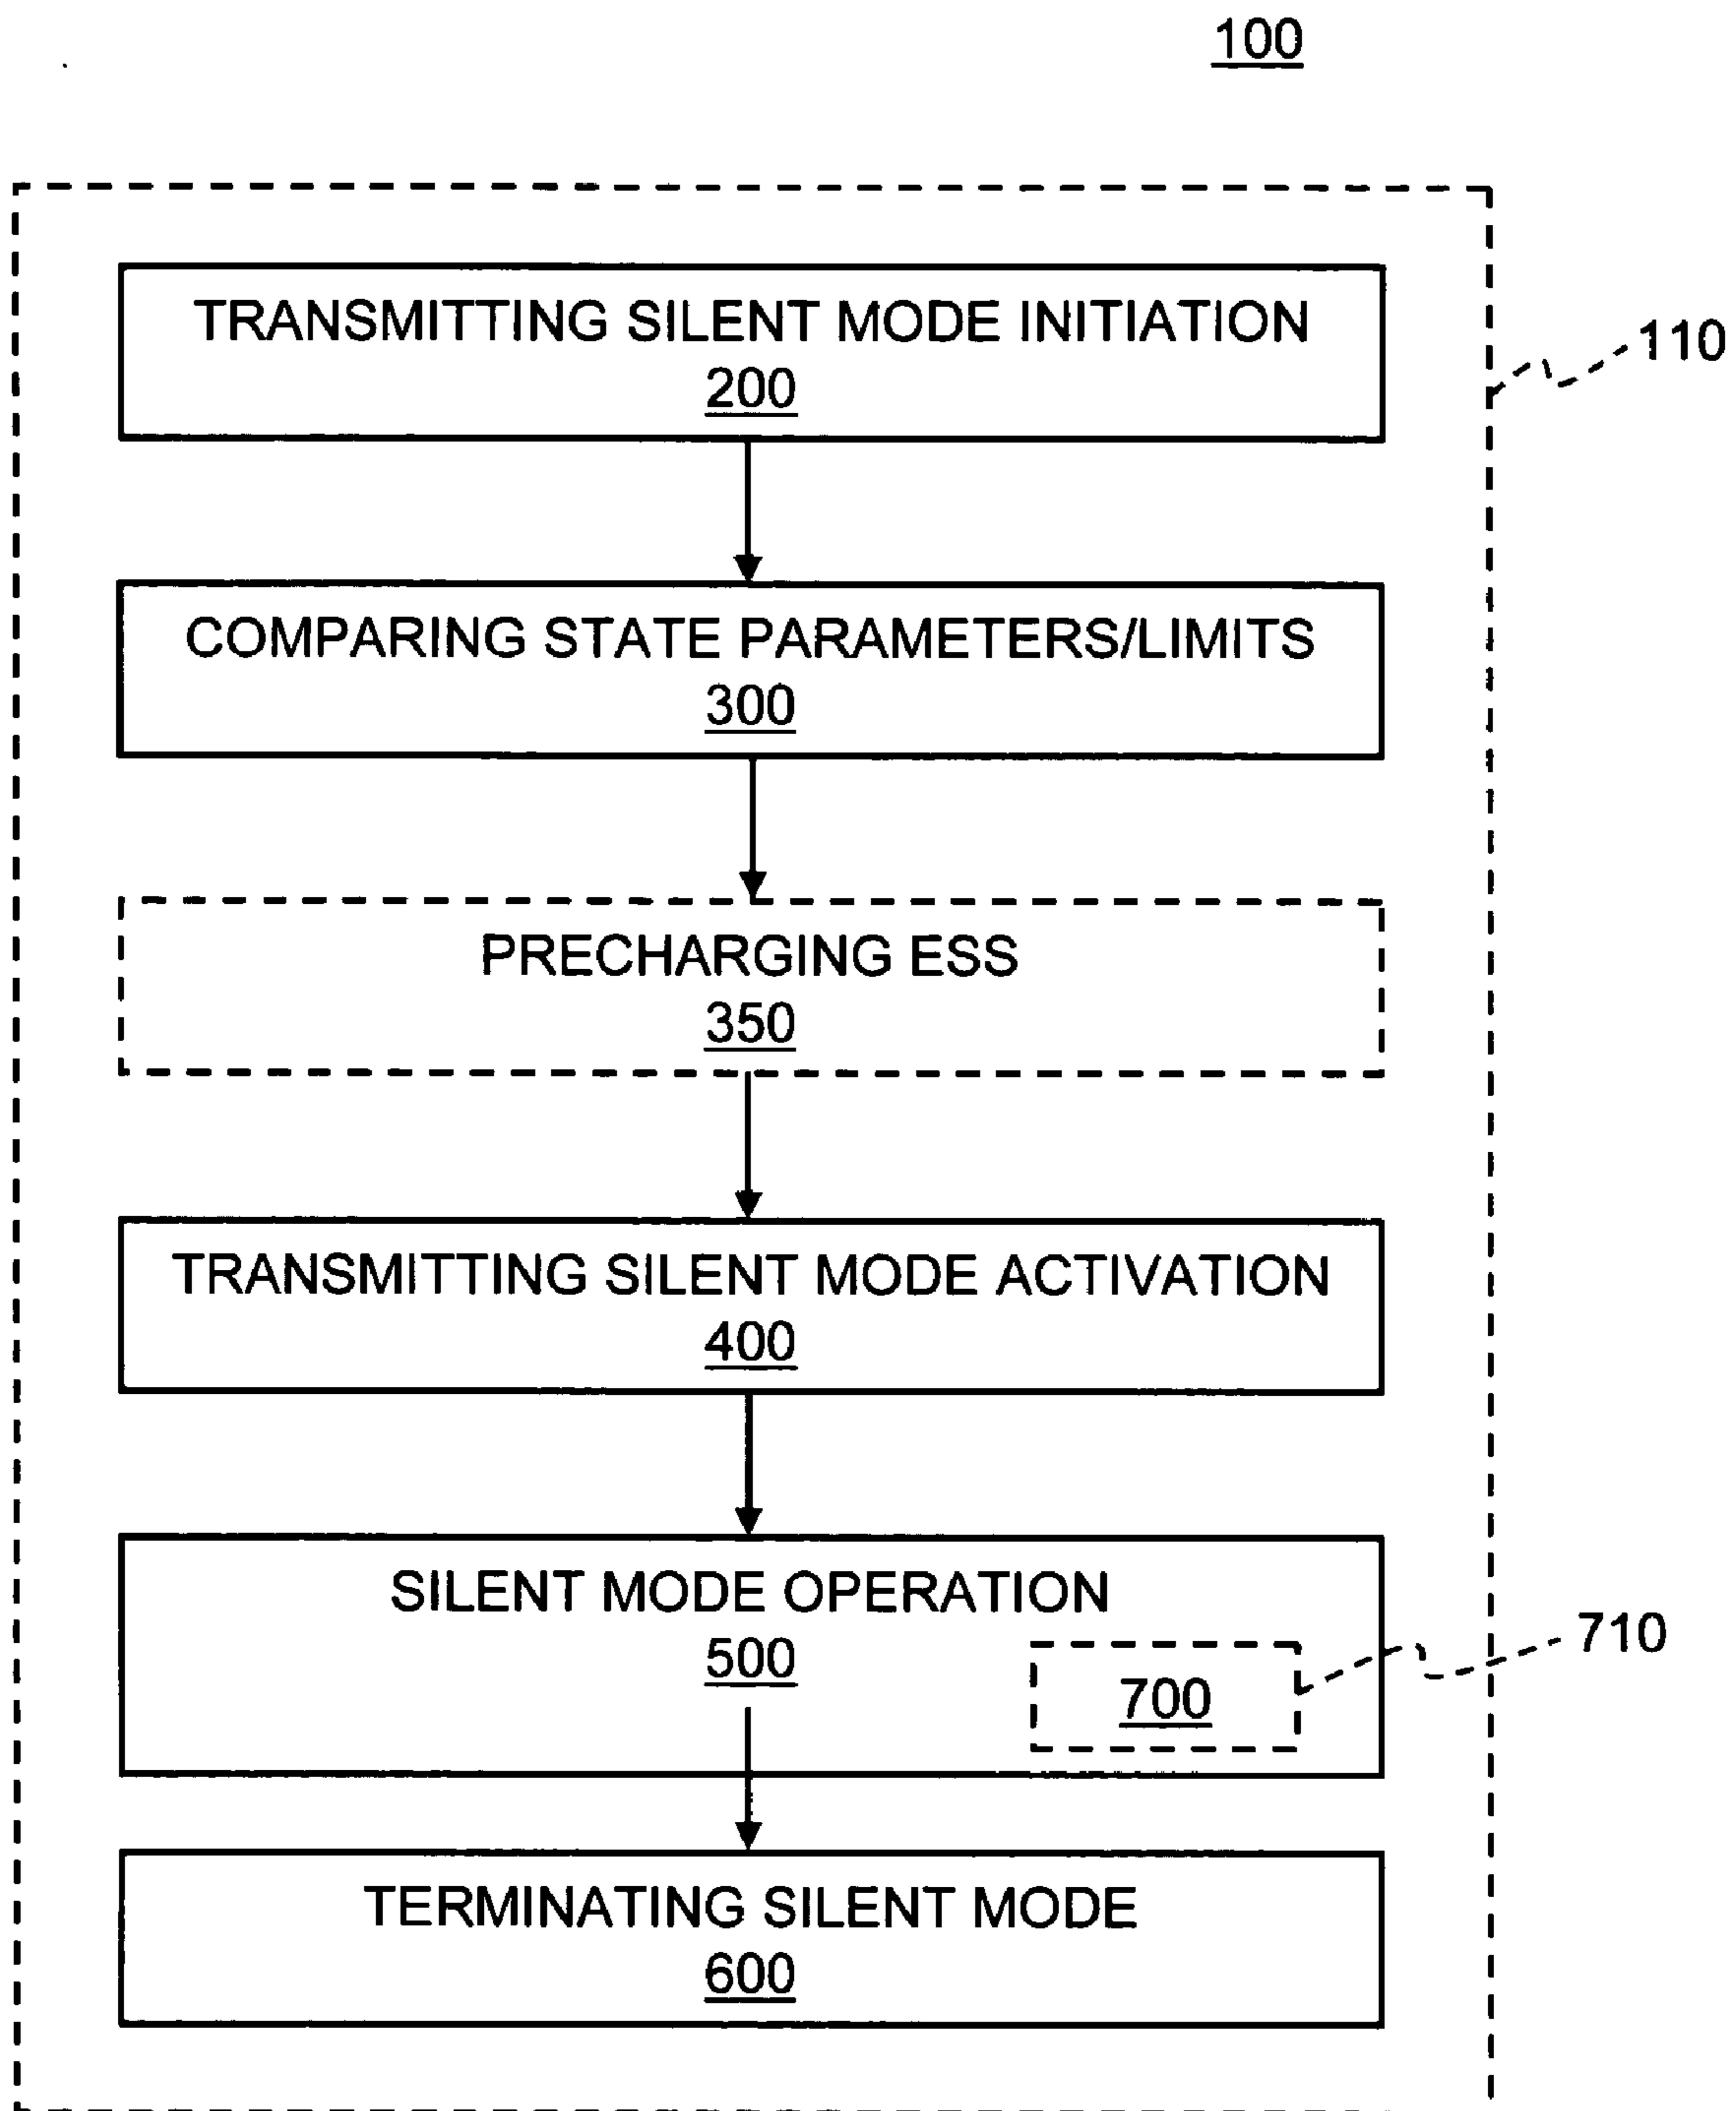 100
TRANSMITTING SILENT MODE INITIATION
200
110
COMPARING STATE PARAMETERS/LIMITS
300
PRECHARGING ESS
350
TRANSMITTING SILENT MODE ACTIVATION
400
SILENT MODE OPERATION
500
710
700
TERMINATING SILENT MODE
600